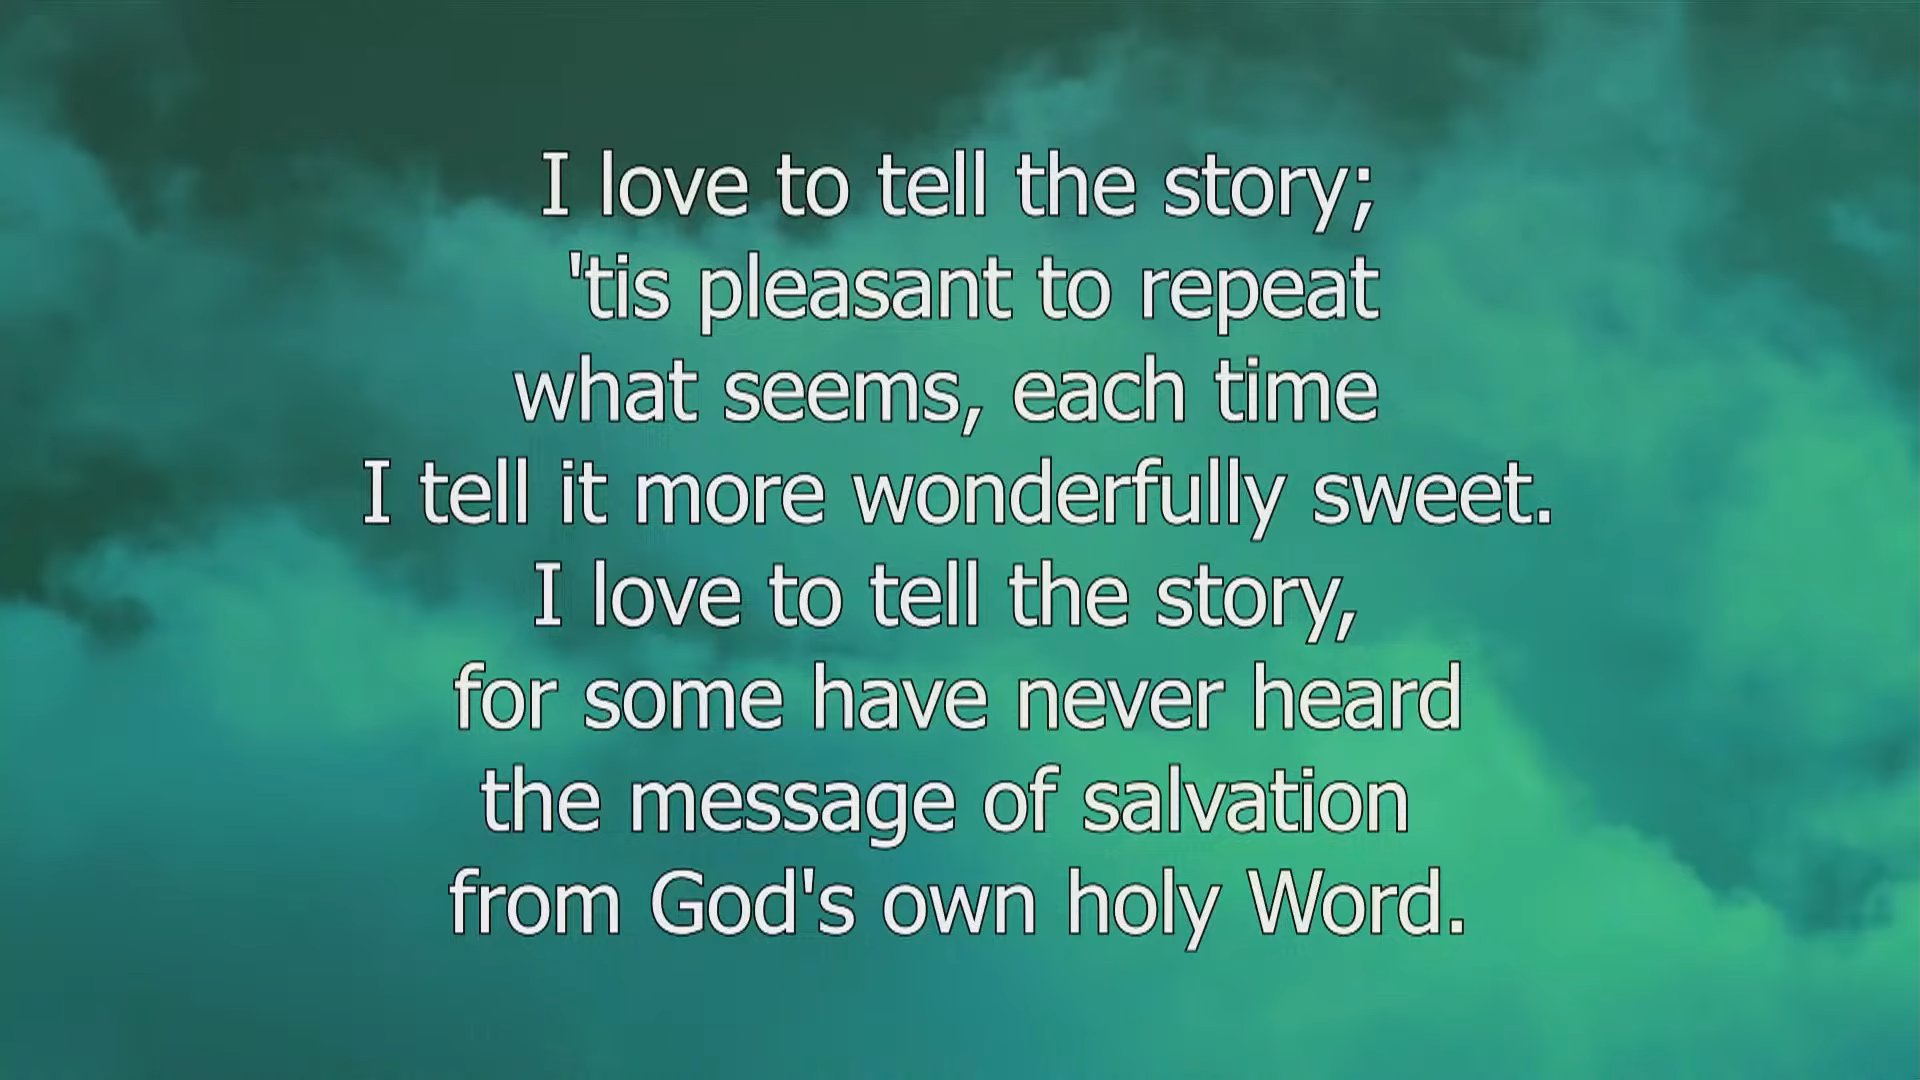 I love to tell the story;
'tis pleasant to repeat
what seems, each time
I tell it more wonderfully sweet.
I love to tell the story,
for some have never heard
the message of salvation
from God's own holy Word.